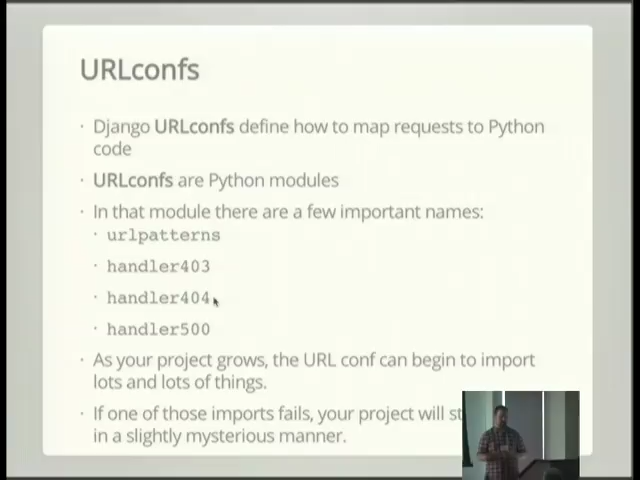 URLconfs
· Django URLconfs define how to map requests to Python
code
· URLconfs are Python modules
· In that module there are a few important names:
· urlpatterns
· handler403
· handler404
· handler500
· As your project grows, the URL conf can begin to import
lots and lots of things.
· If one of those imports fails, your project will
in a slightly mysterious manner.